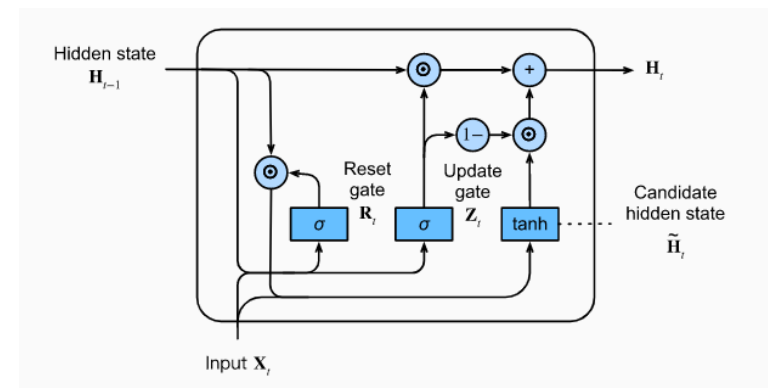 Hidden state
H_{t−1}
⊙
+
H_t
1−
⊙
⊙
Reset
gate
R_t
Update
gate
Z_t
σ
σ
tanh
Candidate
hidden state
H̃_t
Input X_t